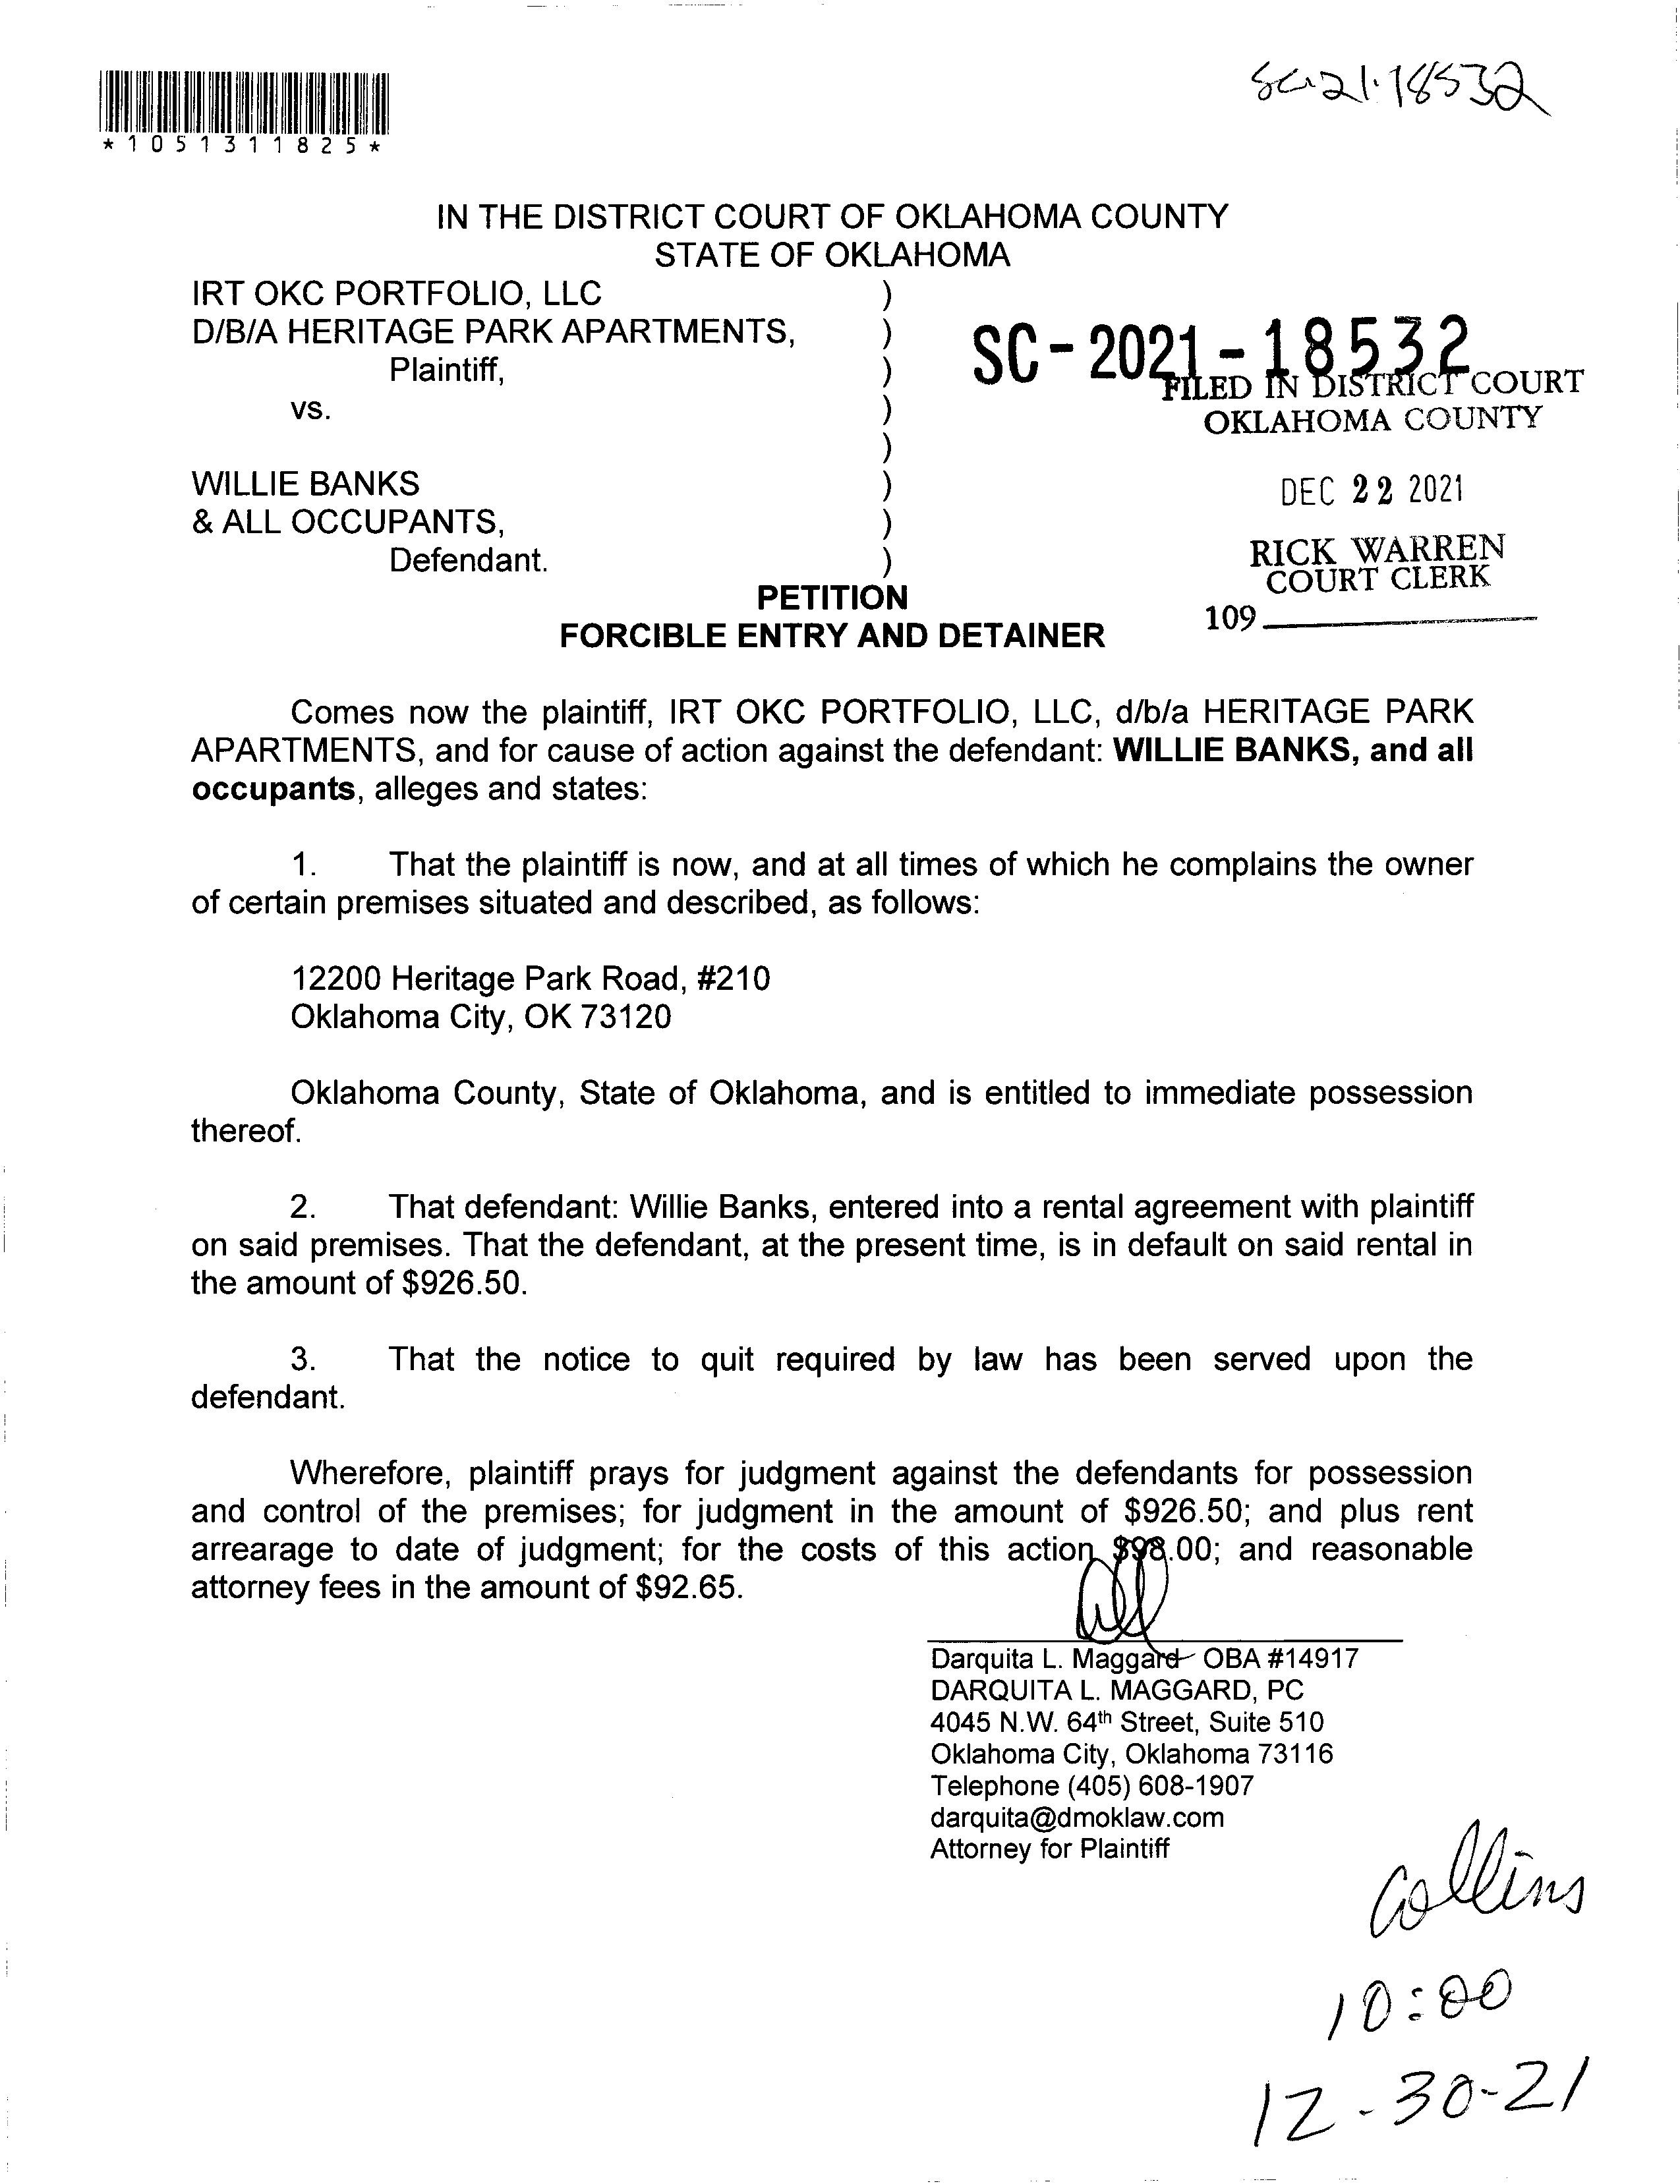 SC-21-18532
*1051311825*
IN THE DISTRICT COURT OF OKLAHOMA COUNTY
STATE OF OKLAHOMA
IRT OKC PORTFOLIO, LLC )
D/B/A HERITAGE PARK APARTMENTS, )
Plaintiff, )
vs. )
)
WILLIE BANKS )
& ALL OCCUPANTS, )
Defendant. )
SC-2021-18532
FILED IN DISTRICT COURT
OKLAHOMA COUNTY
DEC 22 2021
RICK WARREN
COURT CLERK
109
PETITION
FORCIBLE ENTRY AND DETAINER
Comes now the plaintiff, IRT OKC PORTFOLIO, LLC, d/b/a HERITAGE PARK
APARTMENTS, and for cause of action against the defendant: WILLIE BANKS, and all
occupants, alleges and states:
1. That the plaintiff is now, and at all times of which he complains the owner
of certain premises situated and described, as follows:
12200 Heritage Park Road, #210
Oklahoma City, OK 73120
Oklahoma County, State of Oklahoma, and is entitled to immediate possession
thereof.
2. That defendant: Willie Banks, entered into a rental agreement with plaintiff
on said premises. That the defendant, at the present time, is in default on said rental in
the amount of $926.50.
3. That the notice to quit required by law has been served upon the
defendant.
Wherefore, plaintiff prays for judgment against the defendants for possession
and control of the premises; for judgment in the amount of $926.50; and plus rent
arrearage to date of judgment; for the costs of this action $98.00; and reasonable
attorney fees in the amount of $92.65.
Darquita L. Maggard OBA #14917
DARQUITA L. MAGGARD, PC
4045 N.W. 64th Street, Suite 510
Oklahoma City, Oklahoma 73116
Telephone (405) 608-1907
darquita@dmoklaw.com
Attorney for Plaintiff
Collins
10:00
12-30-21